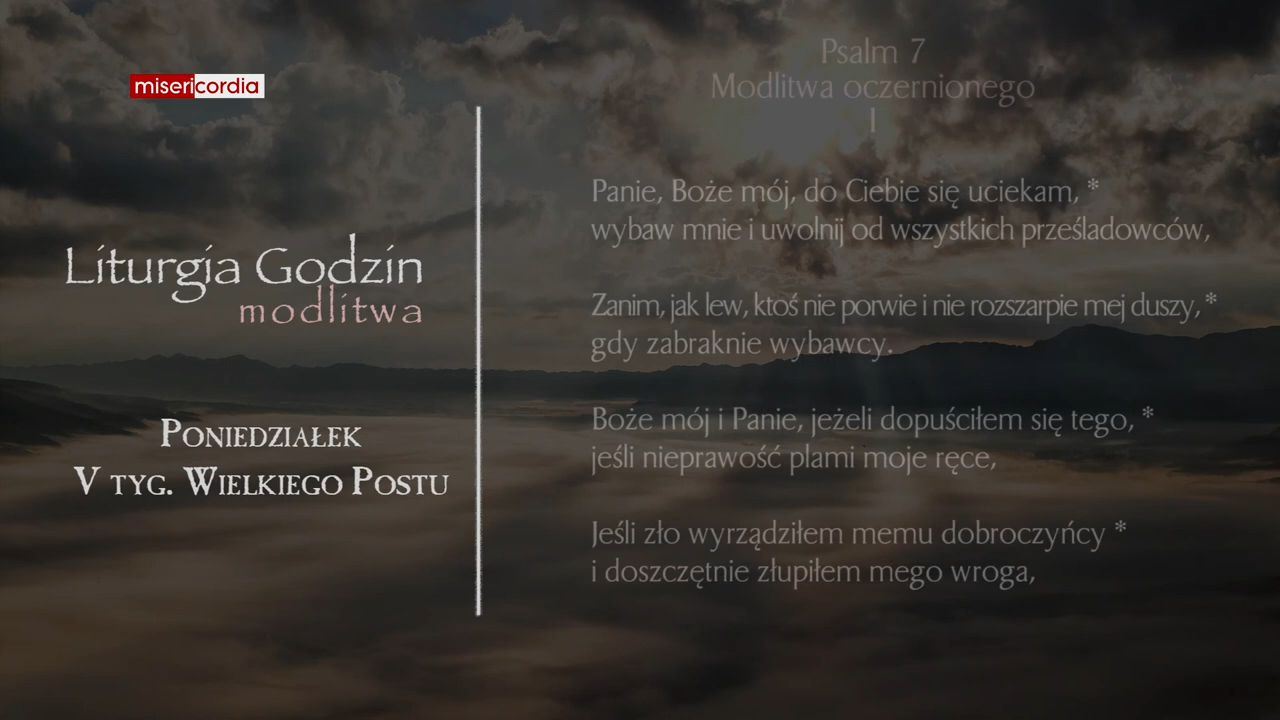 misericordia
Liturgia Godzin
modlitwa
Poniedziałek
V tyg. Wielkiego Postu
Psalm 7
Modlitwa oczernionego
I
Panie, Boże mój, do Ciebie się uciekam, *
wybaw mnie i uwolnij od wszystkich prześladowców,
Zanim, jak lew, ktoś nie porwie i nie rozszarpie mej duszy, *
gdy zabraknie wybawcy.
Boże mój i Panie, jeżeli dopuściłem się tego, *
jeśli nieprawość plami moje ręce,
Jeśli zło wyrządziłem memu dobroczyńcy *
i doszczętnie złupiłem mego wroga,